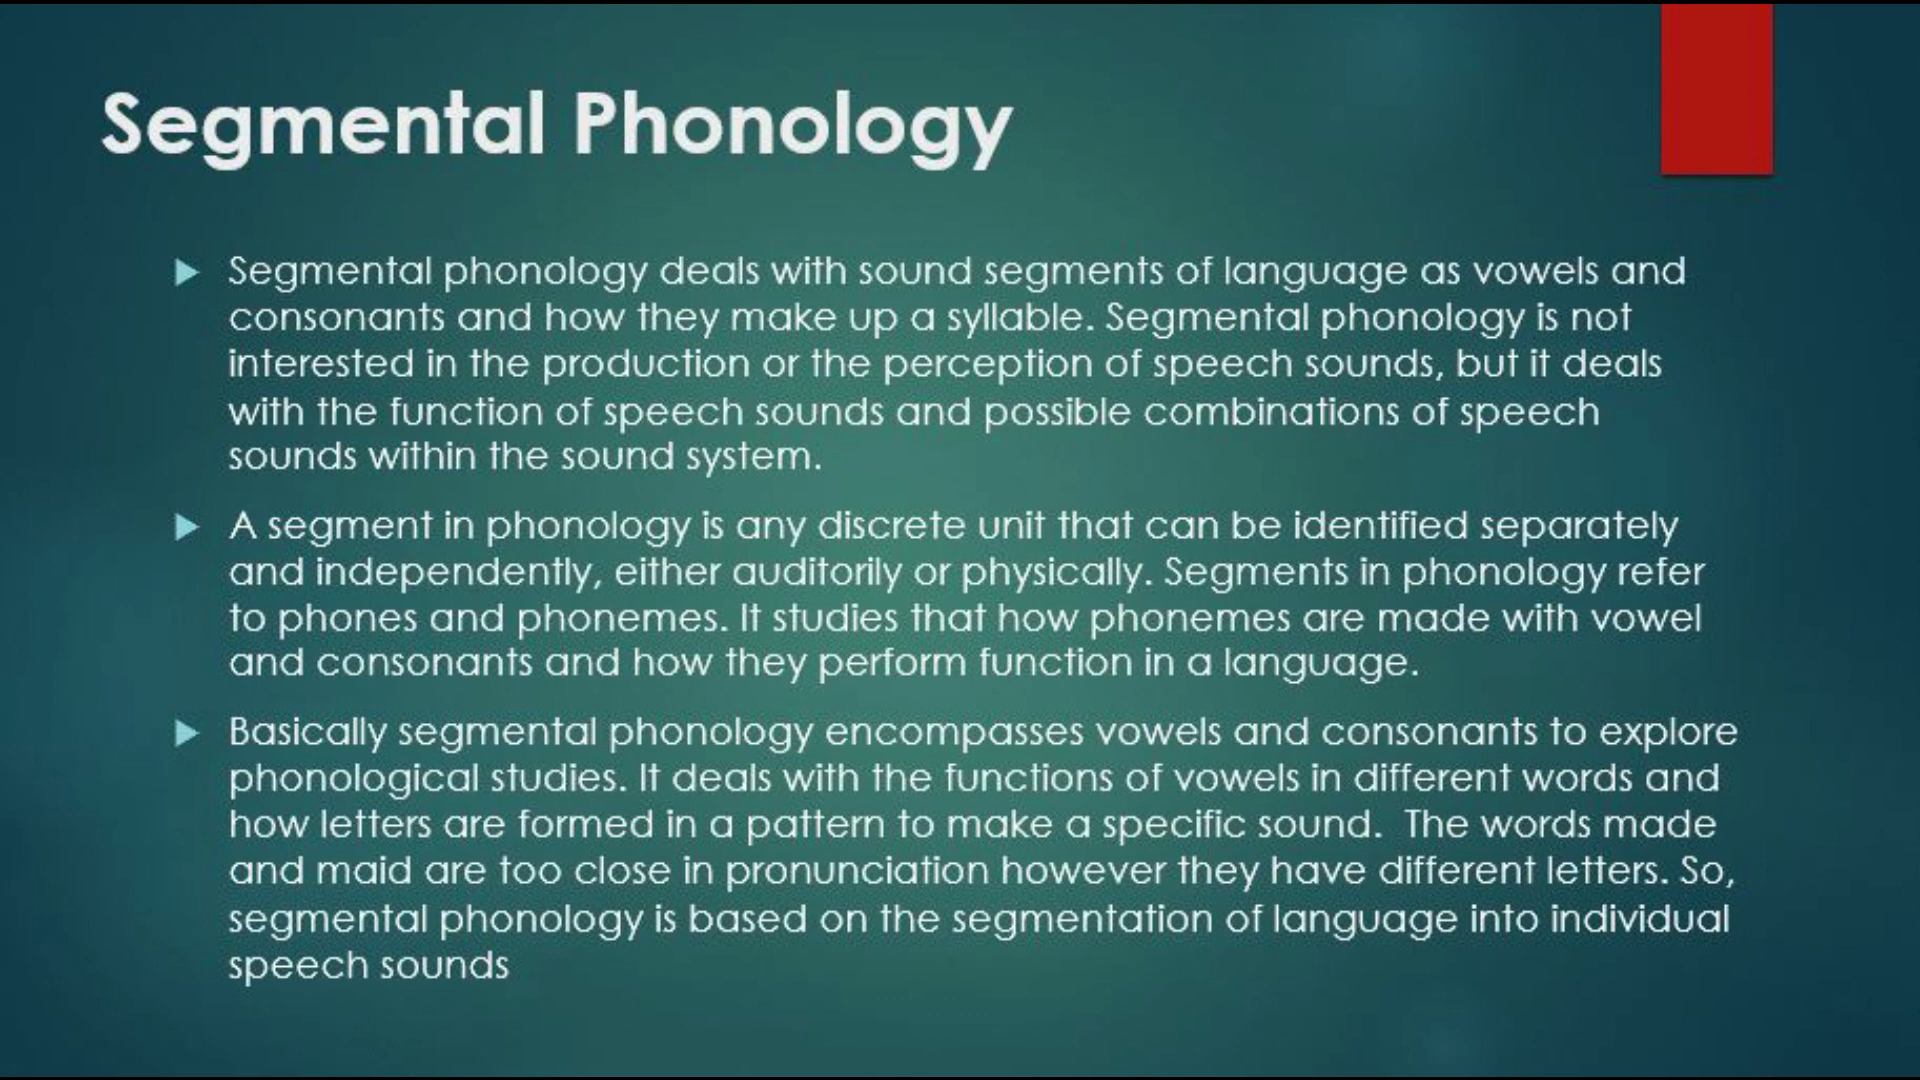 Segmental Phonology
Segmental phonology deals with sound segments of language as vowels and
consonants and how they make up a syllable. Segmental phonology is not
interested in the production or the perception of speech sounds, but it deals
with the function of speech sounds and possible combinations of speech
sounds within the sound system.
A segment in phonology is any discrete unit that can be identified separately
and independently, either auditorily or physically. Segments in phonology refer
to phones and phonemes. It studies that how phonemes are made with vowel
and consonants and how they perform function in a language.
Basically segmental phonology encompasses vowels and consonants to explore
phonological studies. It deals with the functions of vowels in different words and
how letters are formed in a pattern to make a specific sound. The words made
and maid are too close in pronunciation however they have different letters. So,
segmental phonology is based on the segmentation of language into individual
speech sounds